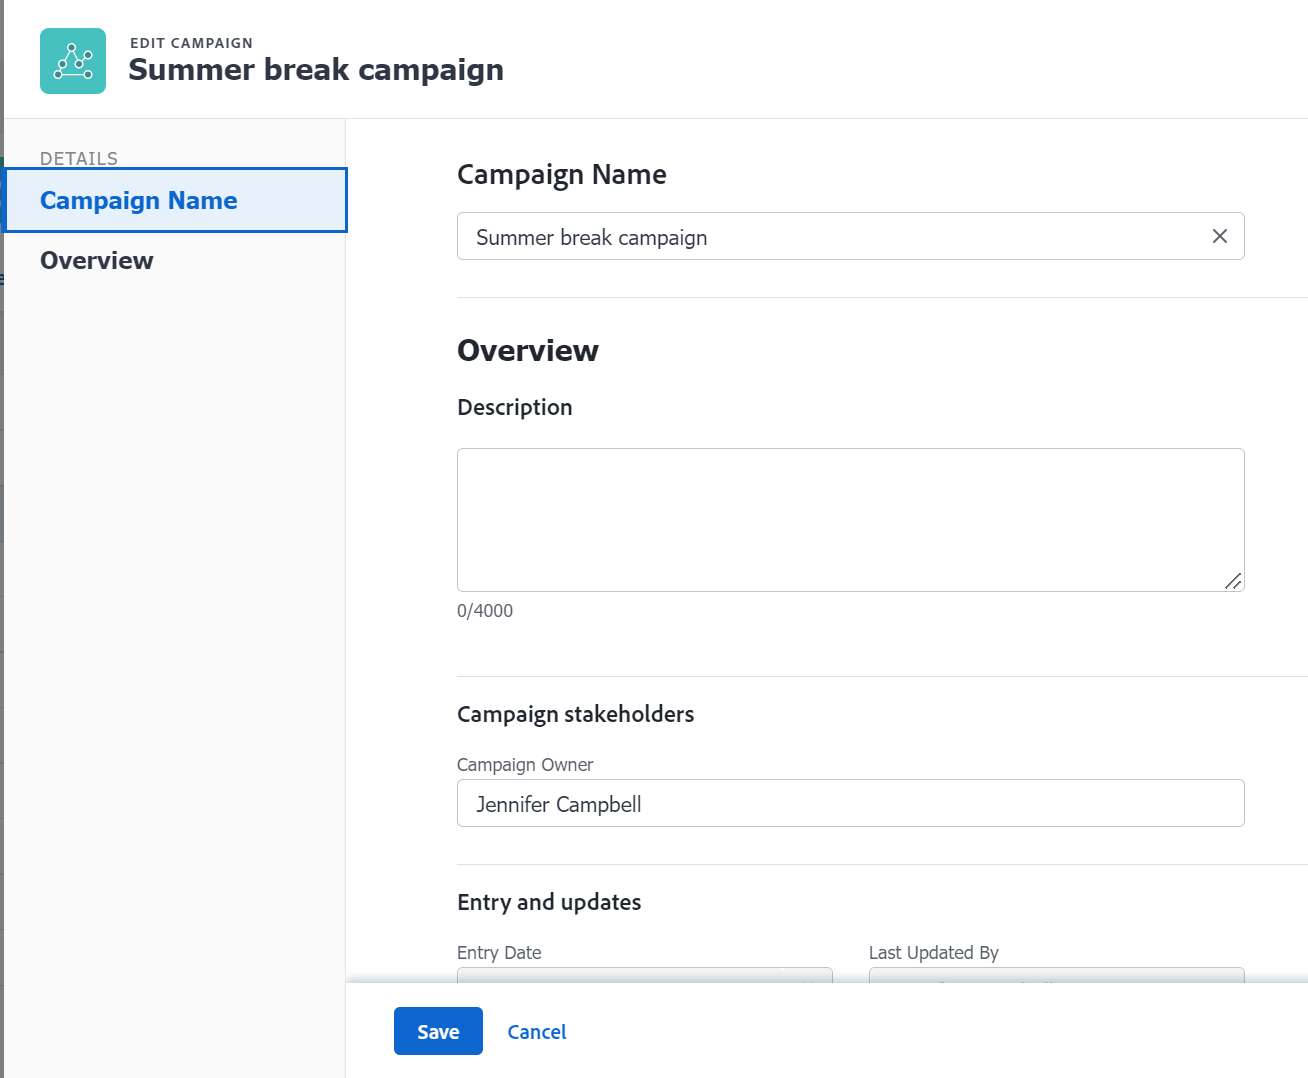 EDIT CAMPAIGN
Summer break campaign
DETAILS
Campaign Name
Overview
Campaign Name
Summer break campaign
Overview
Description
0/4000
Campaign stakeholders
Campaign Owner
Jennifer Campbell
Entry and updates
Entry Date
Last Updated By
Save
Cancel